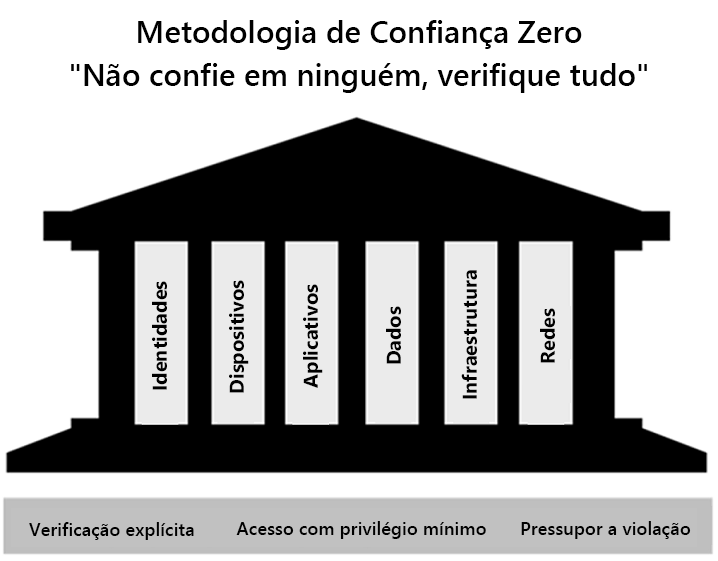 Metodologia de Confiança Zero
"Não confie em ninguém, verifique tudo"
Identidades
Dispositivos
Aplicativos
Dados
Infraestrutura
Redes
Verificação explícita
Acesso com privilégio mínimo
Pressupor a violação